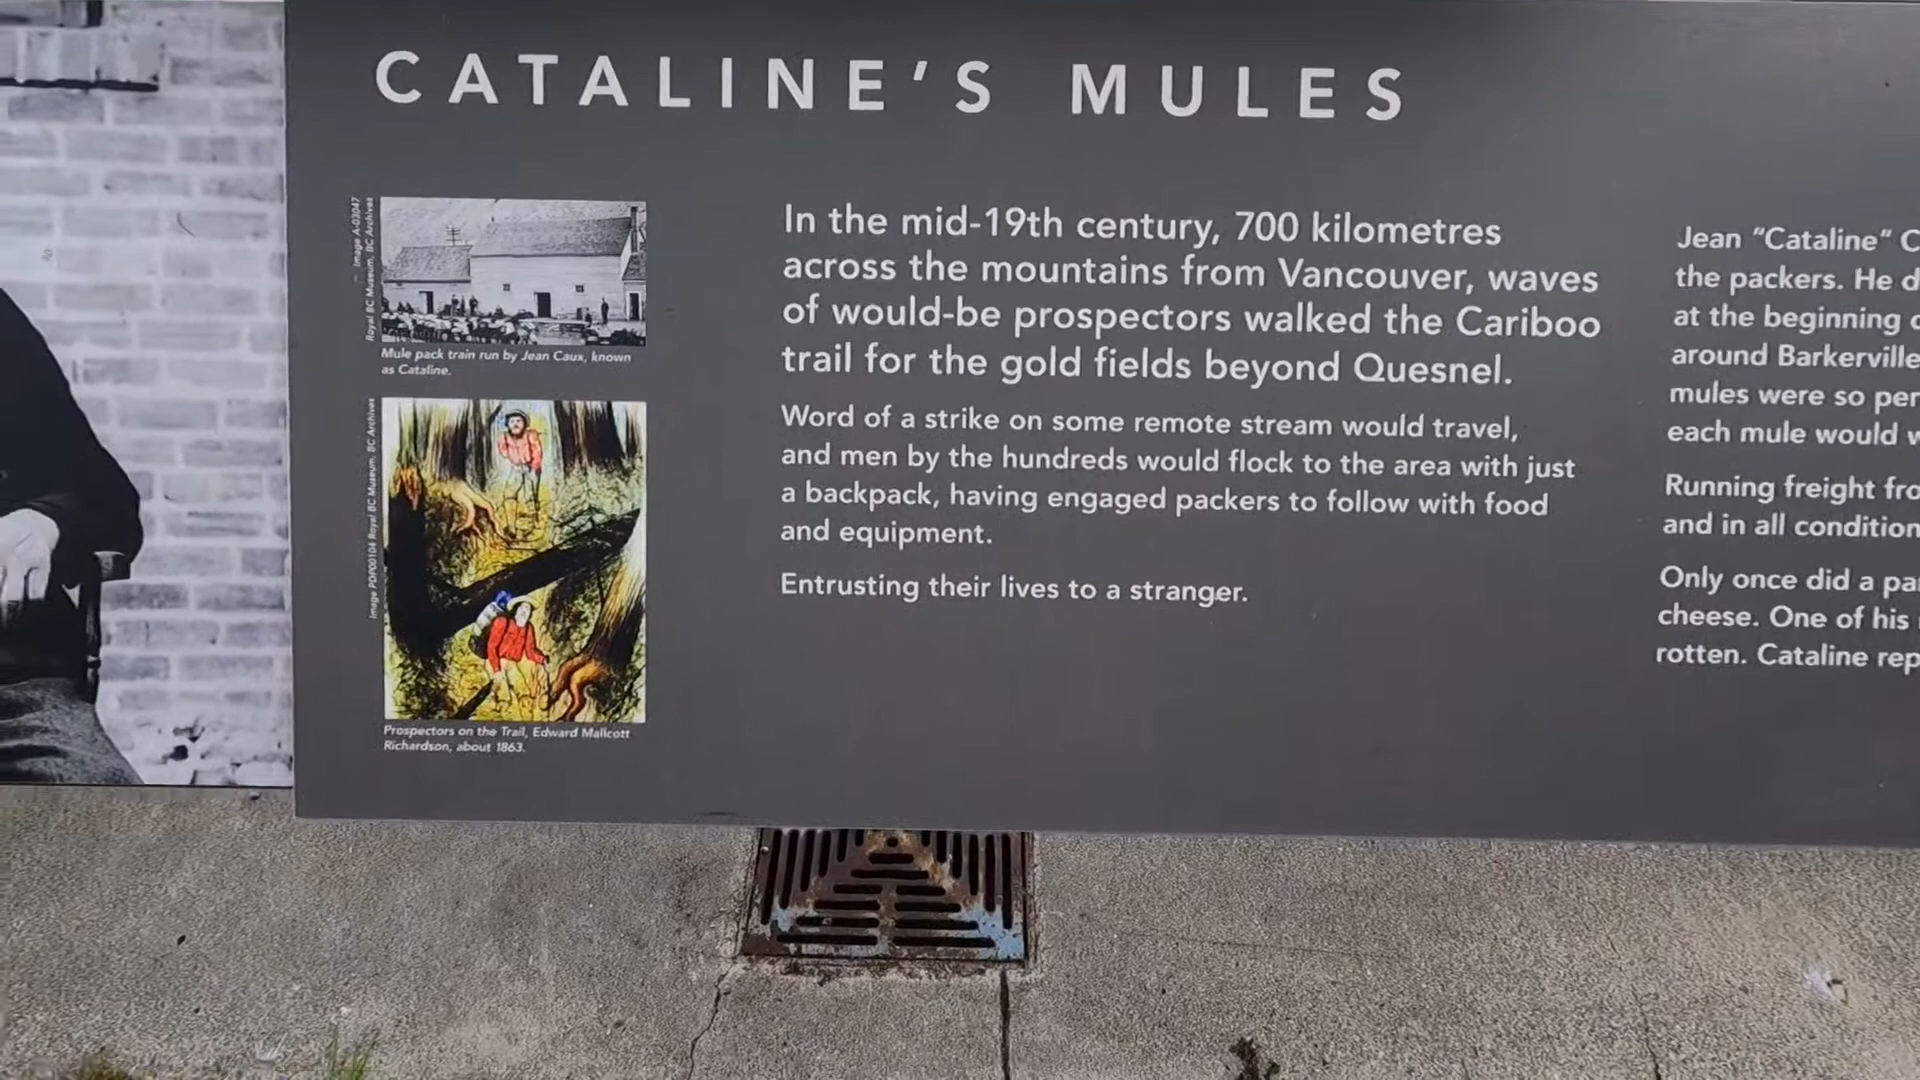 CATALINE'S MULES
Image A-03047
Royal BC Museum, BC Archives
Mule pack train run by Jean Caux, known
as Cataline.
Image PDP00104 Royal BC Museum, BC Archives
Prospectors on the Trail, Edward Mallcott
Richardson, about 1863.
In the mid-19th century, 700 kilometres
across the mountains from Vancouver, waves
of would-be prospectors walked the Cariboo
trail for the gold fields beyond Quesnel.
Word of a strike on some remote stream would travel,
and men by the hundreds would flock to the area with just
a backpack, having engaged packers to follow with food
and equipment.
Entrusting their lives to a stranger.
Jean "Cataline" C
the packers. He d
at the beginning
around Barkerville
mules were so per
each mule would w
Running freight fro
and in all condition
Only once did a pa
cheese. One of his
rotten. Cataline rep